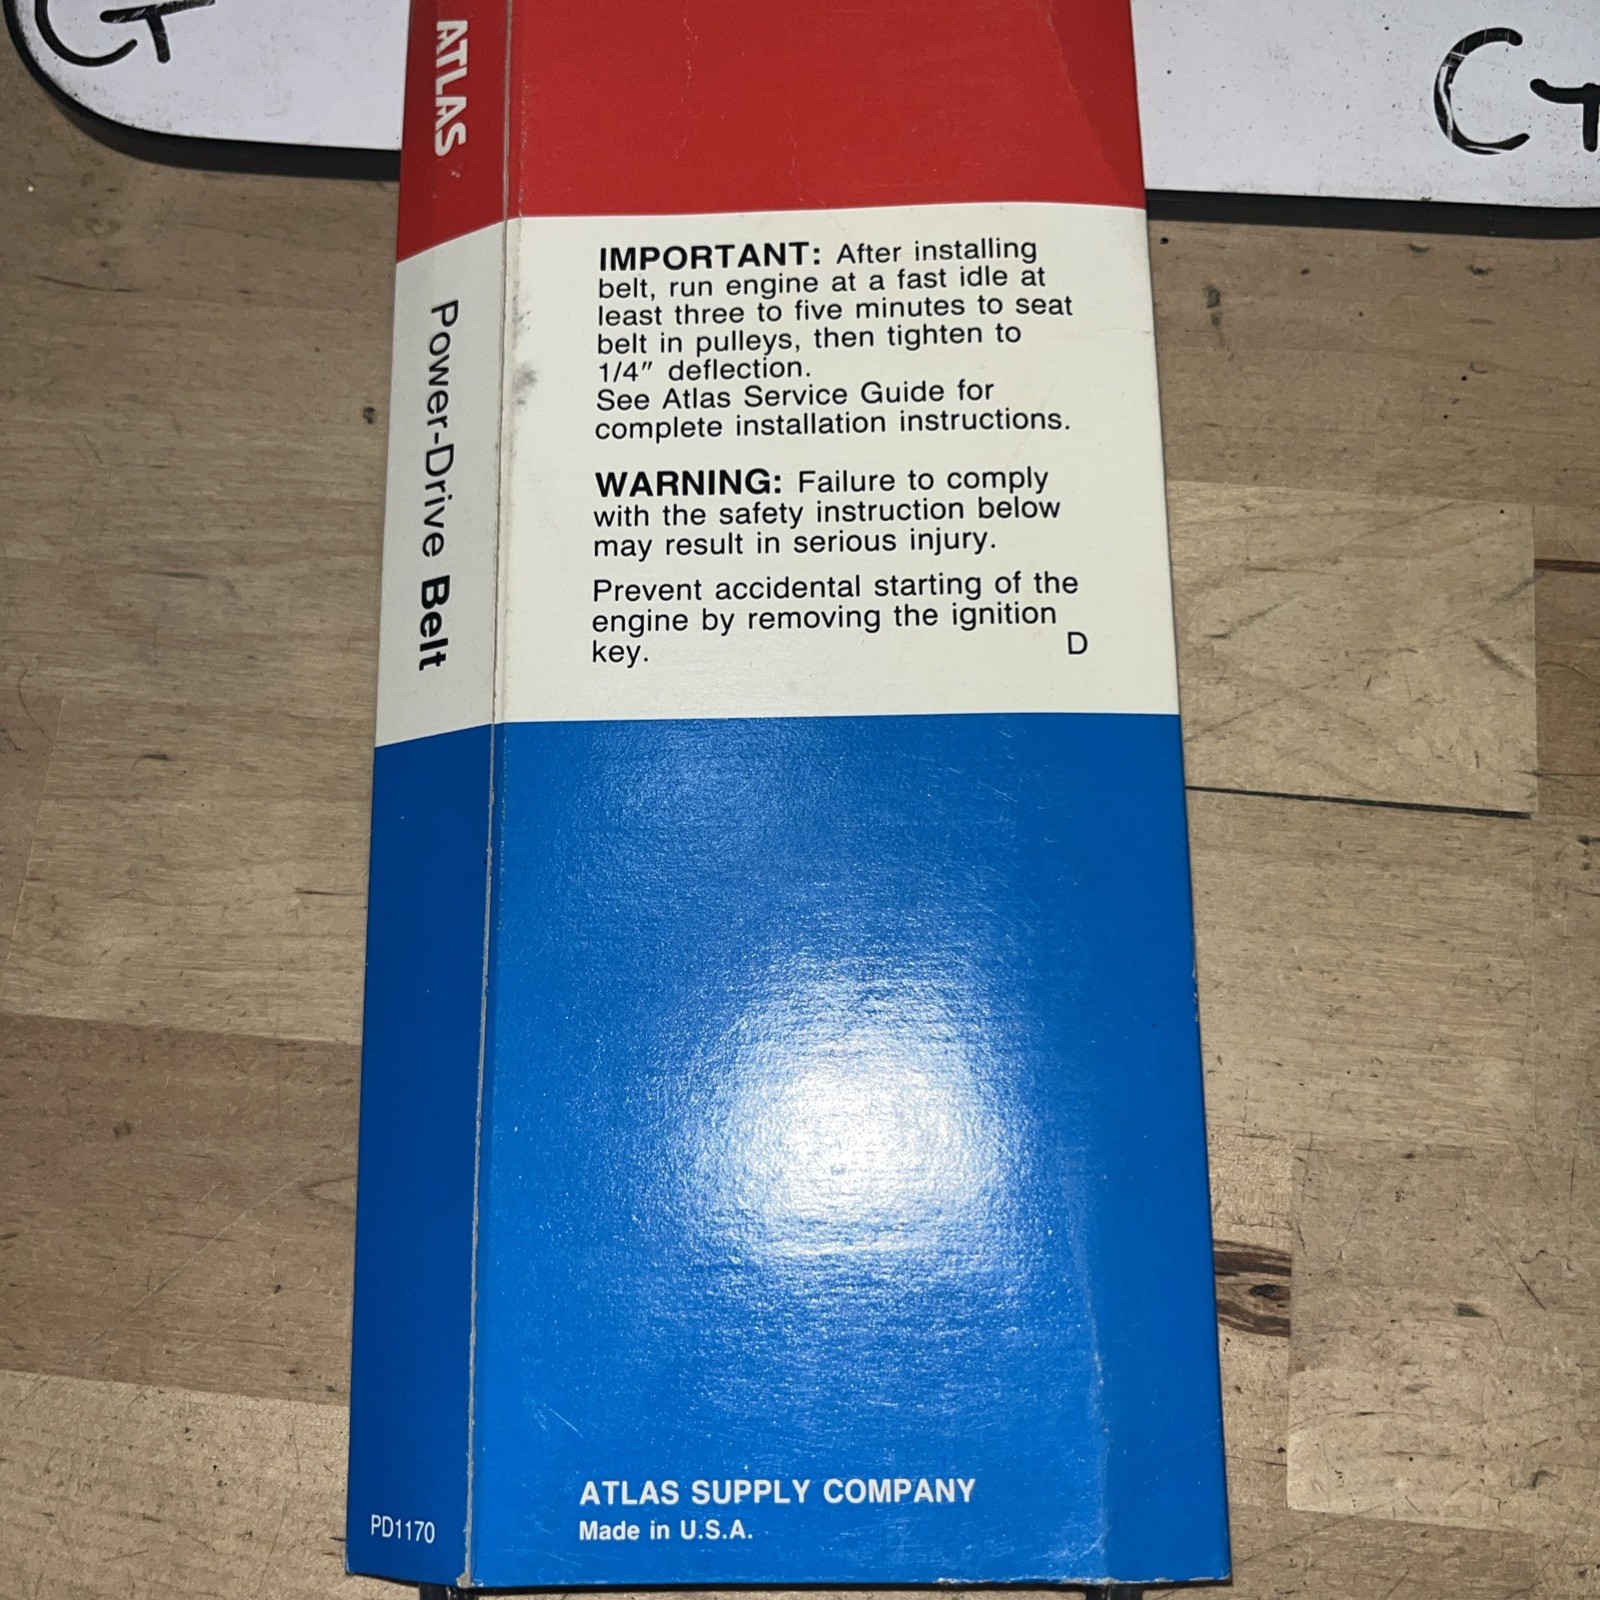 CT
CT
ATLAS
Power-Drive Belt
PD1170
IMPORTANT: After installing
belt, run engine at a fast idle at
least three to five minutes to seat
belt in pulleys, then tighten to
1/4" deflection.
See Atlas Service Guide for
complete installation instructions.
WARNING: Failure to comply
with the safety instruction below
may result in serious injury.
Prevent accidental starting of the
engine by removing the ignition
key.
D
ATLAS SUPPLY COMPANY
Made in U.S.A.